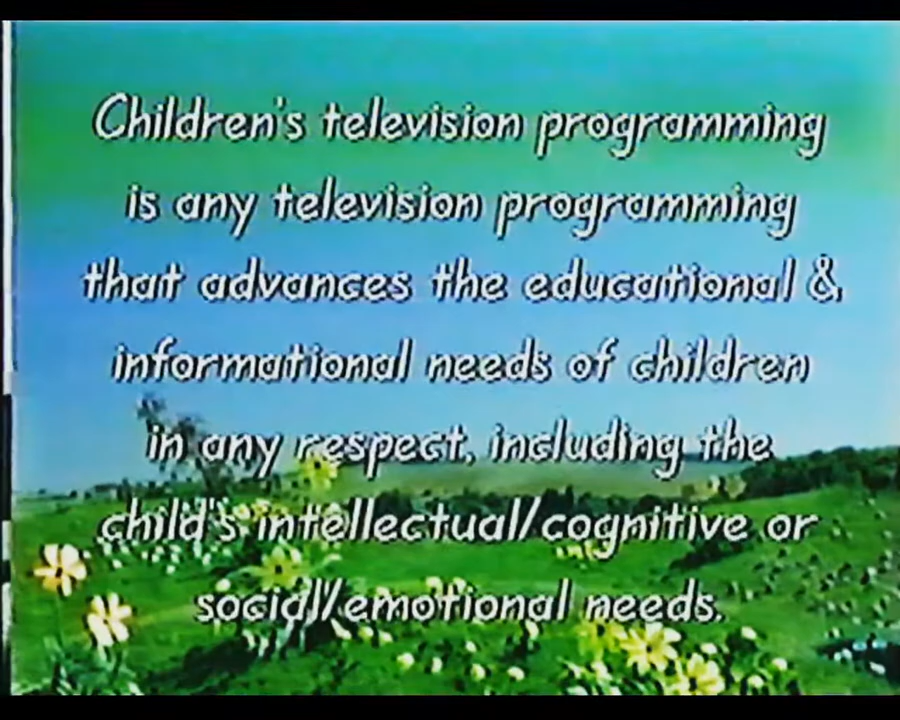 Children's television programming
is any television programming
that advances the educational &
informational needs of children
in any respect, including the
child's intellectual/cognitive or
social/emotional needs.